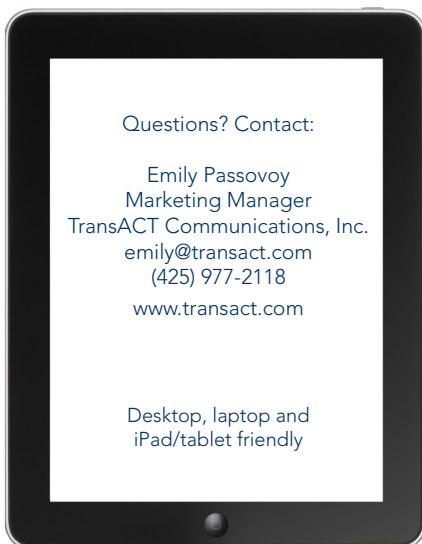 Questions? Contact:
Emily Passovoy
Marketing Manager
TransACT Communications, Inc.
emily@transact.com
(425) 977-2118
www.transact.com
Desktop, laptop and
iPad/tablet friendly